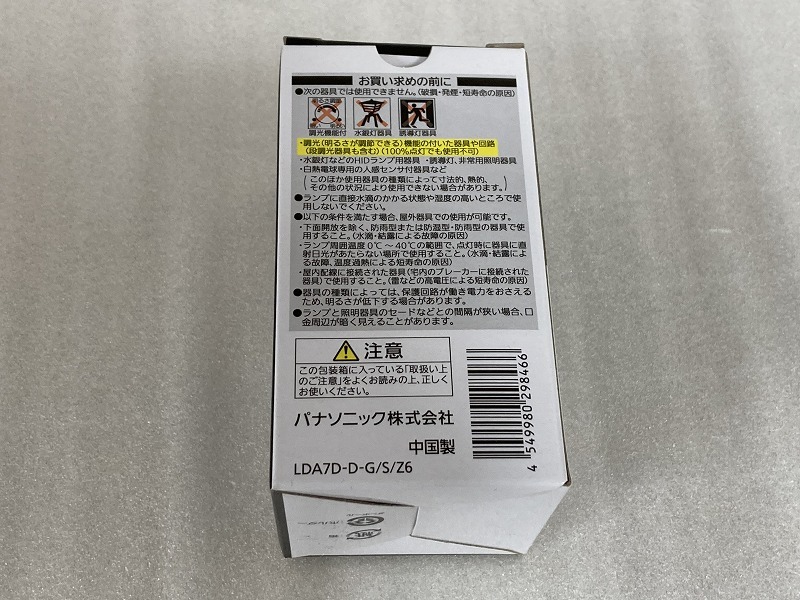 お買い求めの前に
●次の器具では使用できません。(破損・発煙・短寿命の原因)
明るさ調節
暗い 明るい
調光機能付 水銀灯器具 誘導灯器具
・調光(明るさが調節できる)機能の付いた器具や回路
(段調光器具も含む)(100%点灯でも使用不可)
・水銀灯などのHIDランプ用器具 ・誘導灯、非常用照明器具
・白熱電球専用の人感センサ付器具など
(このほか使用器具の種類によって寸法的、熱的、
その他の状況により使用できない場合があります。)
●ランプに直接水滴のかかる状態や湿度の高いところで使
用しないでください。
●以下の条件を満たす場合、屋外器具での使用が可能です。
・下面開放を除く、防雨型または防湿型・防雨型の器具で使
用すること。(水滴・結露による故障の原因)
・ランプ周囲温度0℃～40℃の範囲で、点灯時に器具に直
射日光があたらない場所で使用すること。(水滴・結露によ
る故障、温度過熱による短寿命の原因)
・屋内配線に接続された器具(宅内のブレーカーに接続された
器具)で使用すること。(雷などの高電圧による短寿命の原因)
●器具の種類によっては、保護回路が働き電力をおさえる
ため、明るさが低下する場合があります。
●ランプと照明器具のセードなどとの間隔が狭い場合、口
金周辺が暗く見えることがあります。
注意
この包装箱に入っている「取扱い上
のご注意」をよくお読みの上、正しく
お使いください。
パナソニック株式会社
中国製
LDA7D-D-G/S/Z6
4 549980 298466